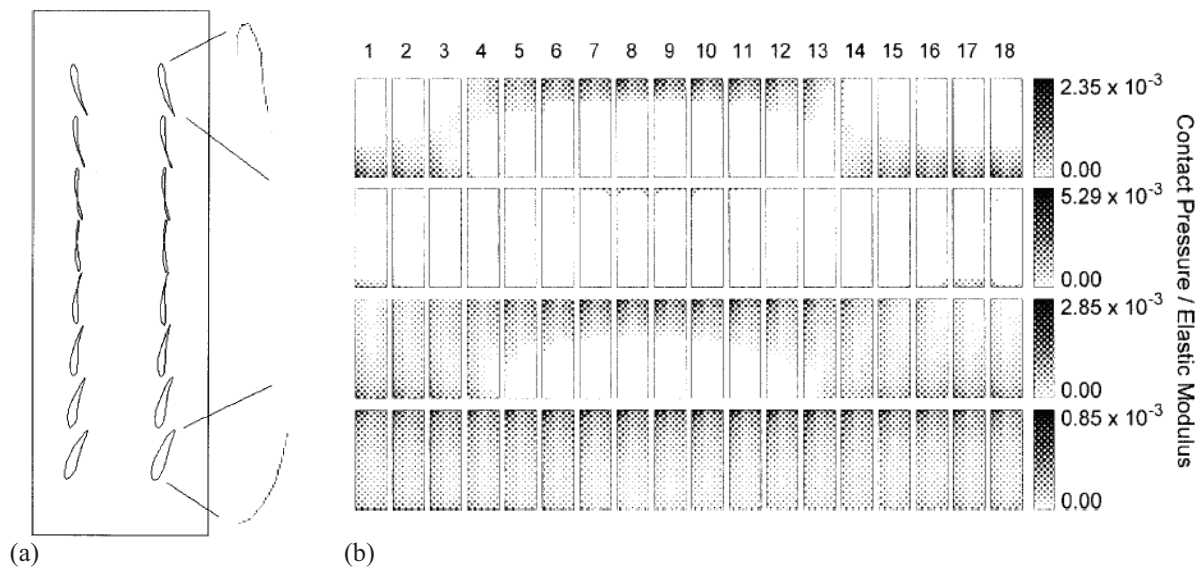 1 2 3 4 5 6 7 8 9 10 11 12 13 14 15 16 17 18
2.35 x 10⁻³
0.00
5.29 x 10⁻³
0.00
2.85 x 10⁻³
0.00
0.85 x 10⁻³
0.00
Contact Pressure / Elastic Modulus
(a) (b)